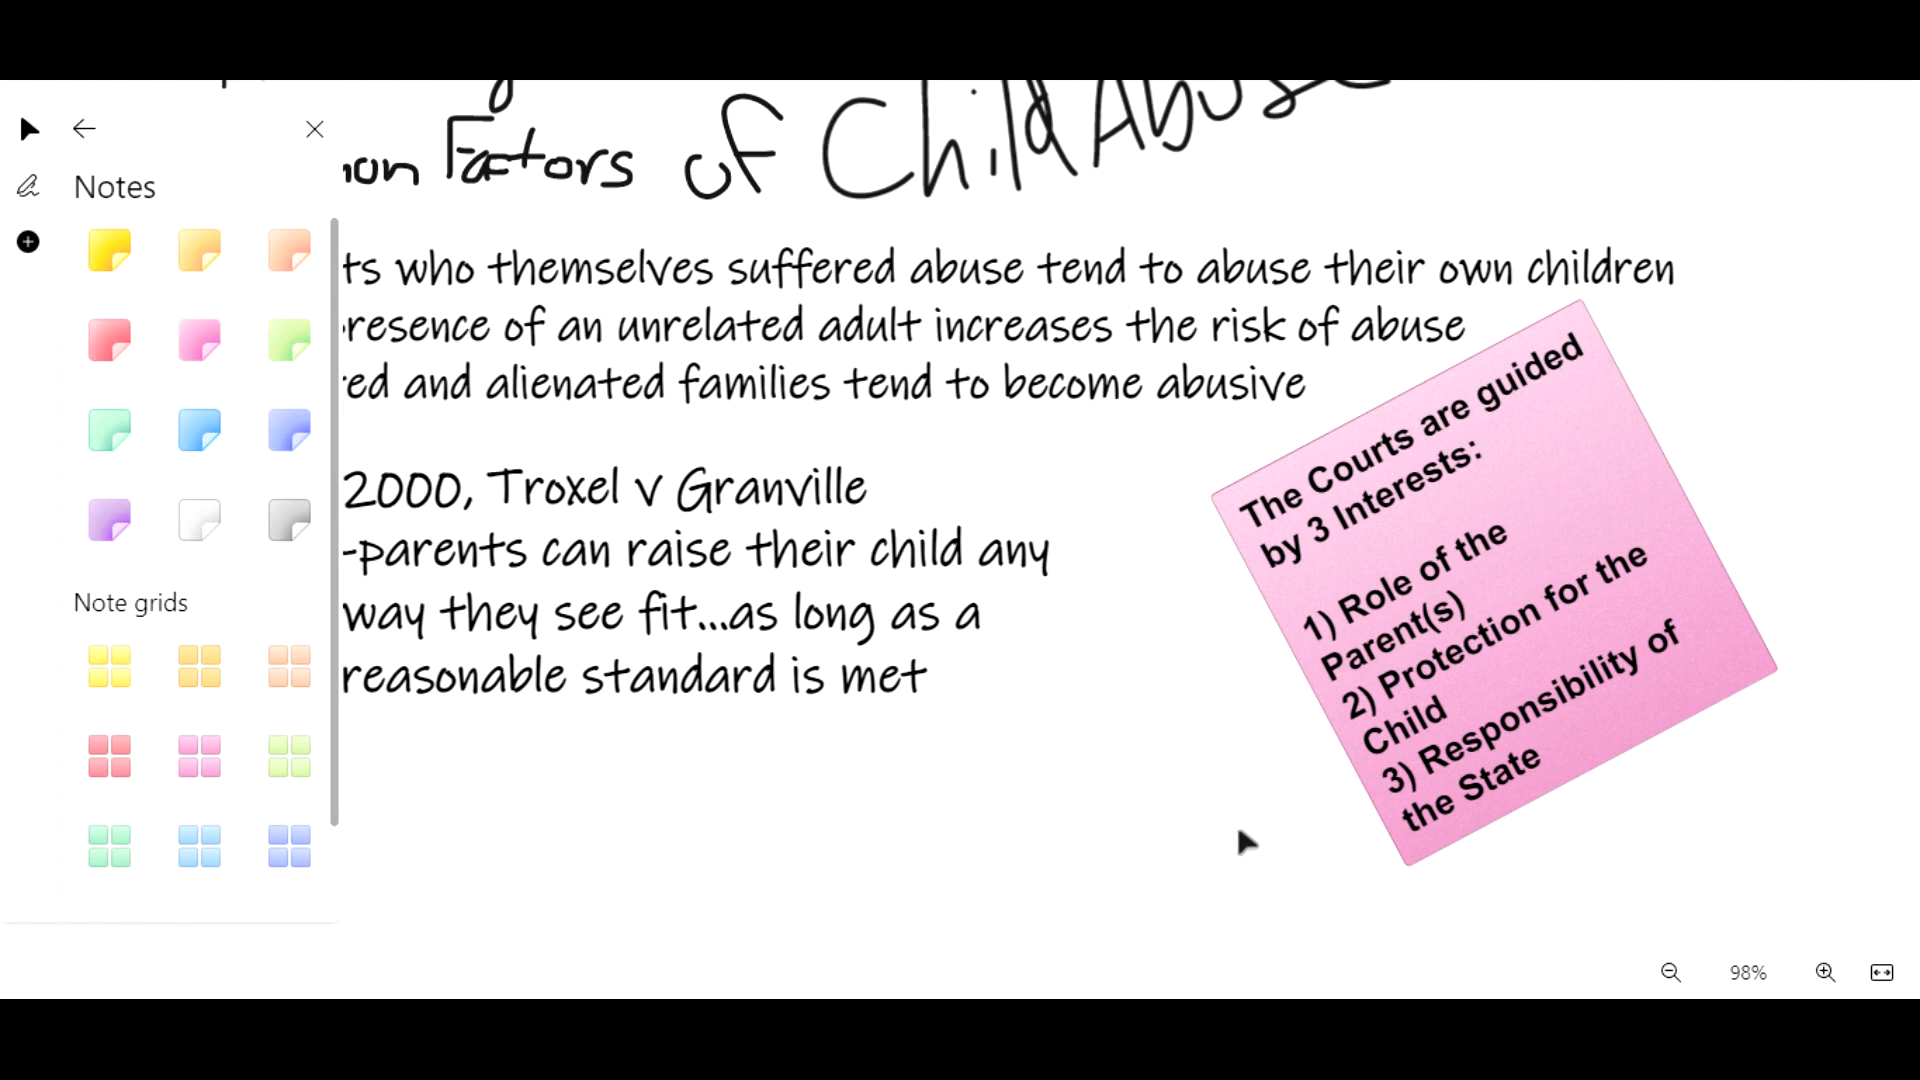 Factors of Child Abuse
Notes
ts who themselves suffered abuse tend to abuse their own children
resence of an unrelated adult increases the risk of abuse
ed and alienated families tend to become abusive
2000, Troxel v Granville
-parents can raise their child any
way they see fit...as long as a
reasonable standard is met
The Courts are guided
by 3 Interests:
1) Role of the
Parent(s)
2) Protection for the
Child
3) Responsibility of
the State
Note grids
98%